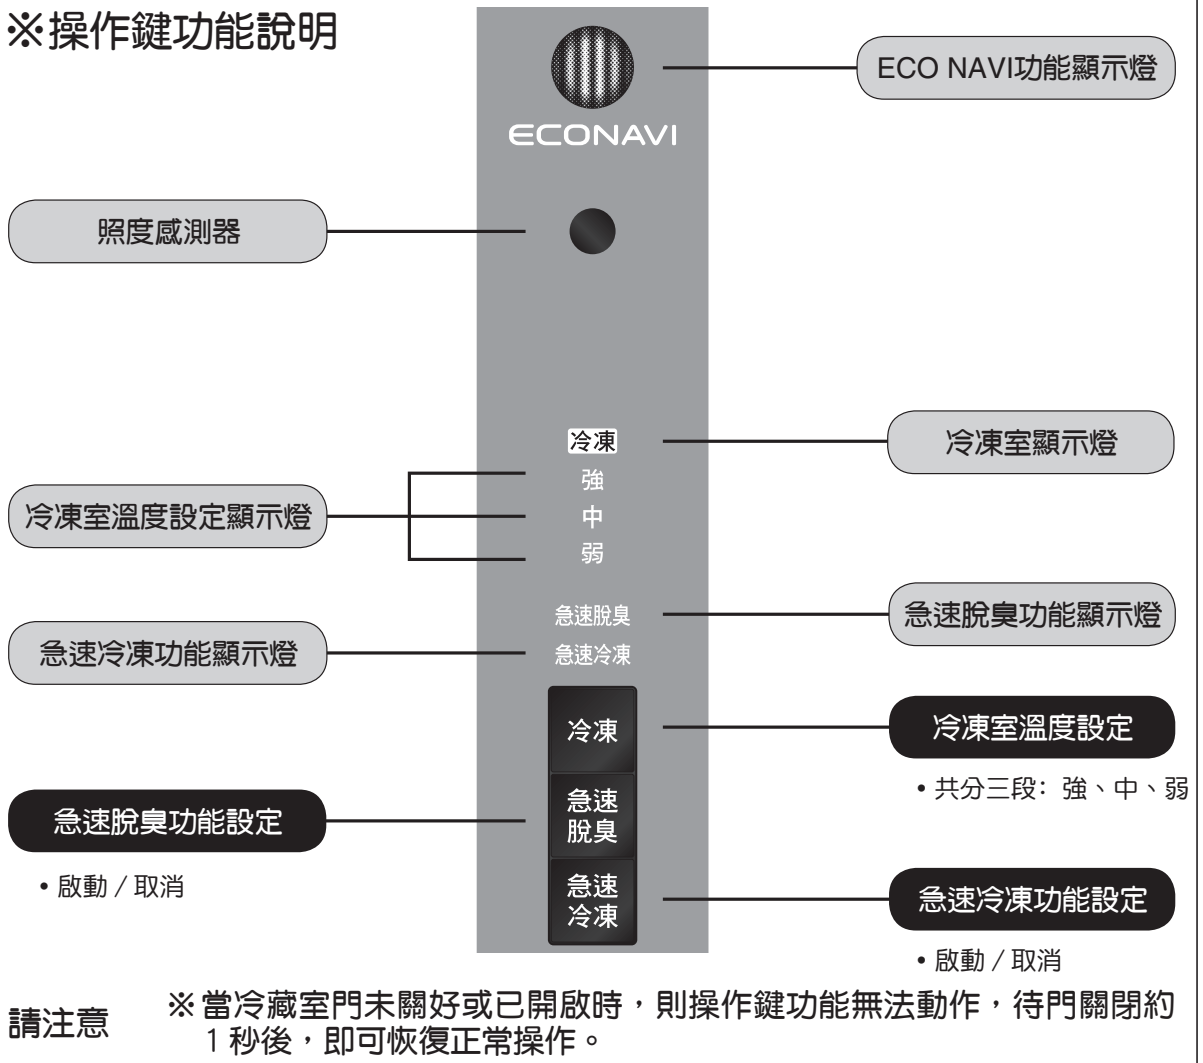 ※操作鍵功能說明
ECO NAVI功能顯示燈
ECONAVI
照度感測器
冷凍
冷凍室顯示燈
強
冷凍室溫度設定顯示燈
中
弱
急速脫臭
急速脫臭功能顯示燈
急速冷凍功能顯示燈
急速冷凍
冷凍
冷凍室溫度設定
•共分三段：強、中、弱
急速脫臭功能設定
急速
脫臭
•啟動／取消
急速
冷凍
急速冷凍功能設定
•啟動／取消
請注意
※當冷藏室門未關好或已開啟時，則操作鍵功能無法動作，待門關閉約
1秒後，即可恢復正常操作。